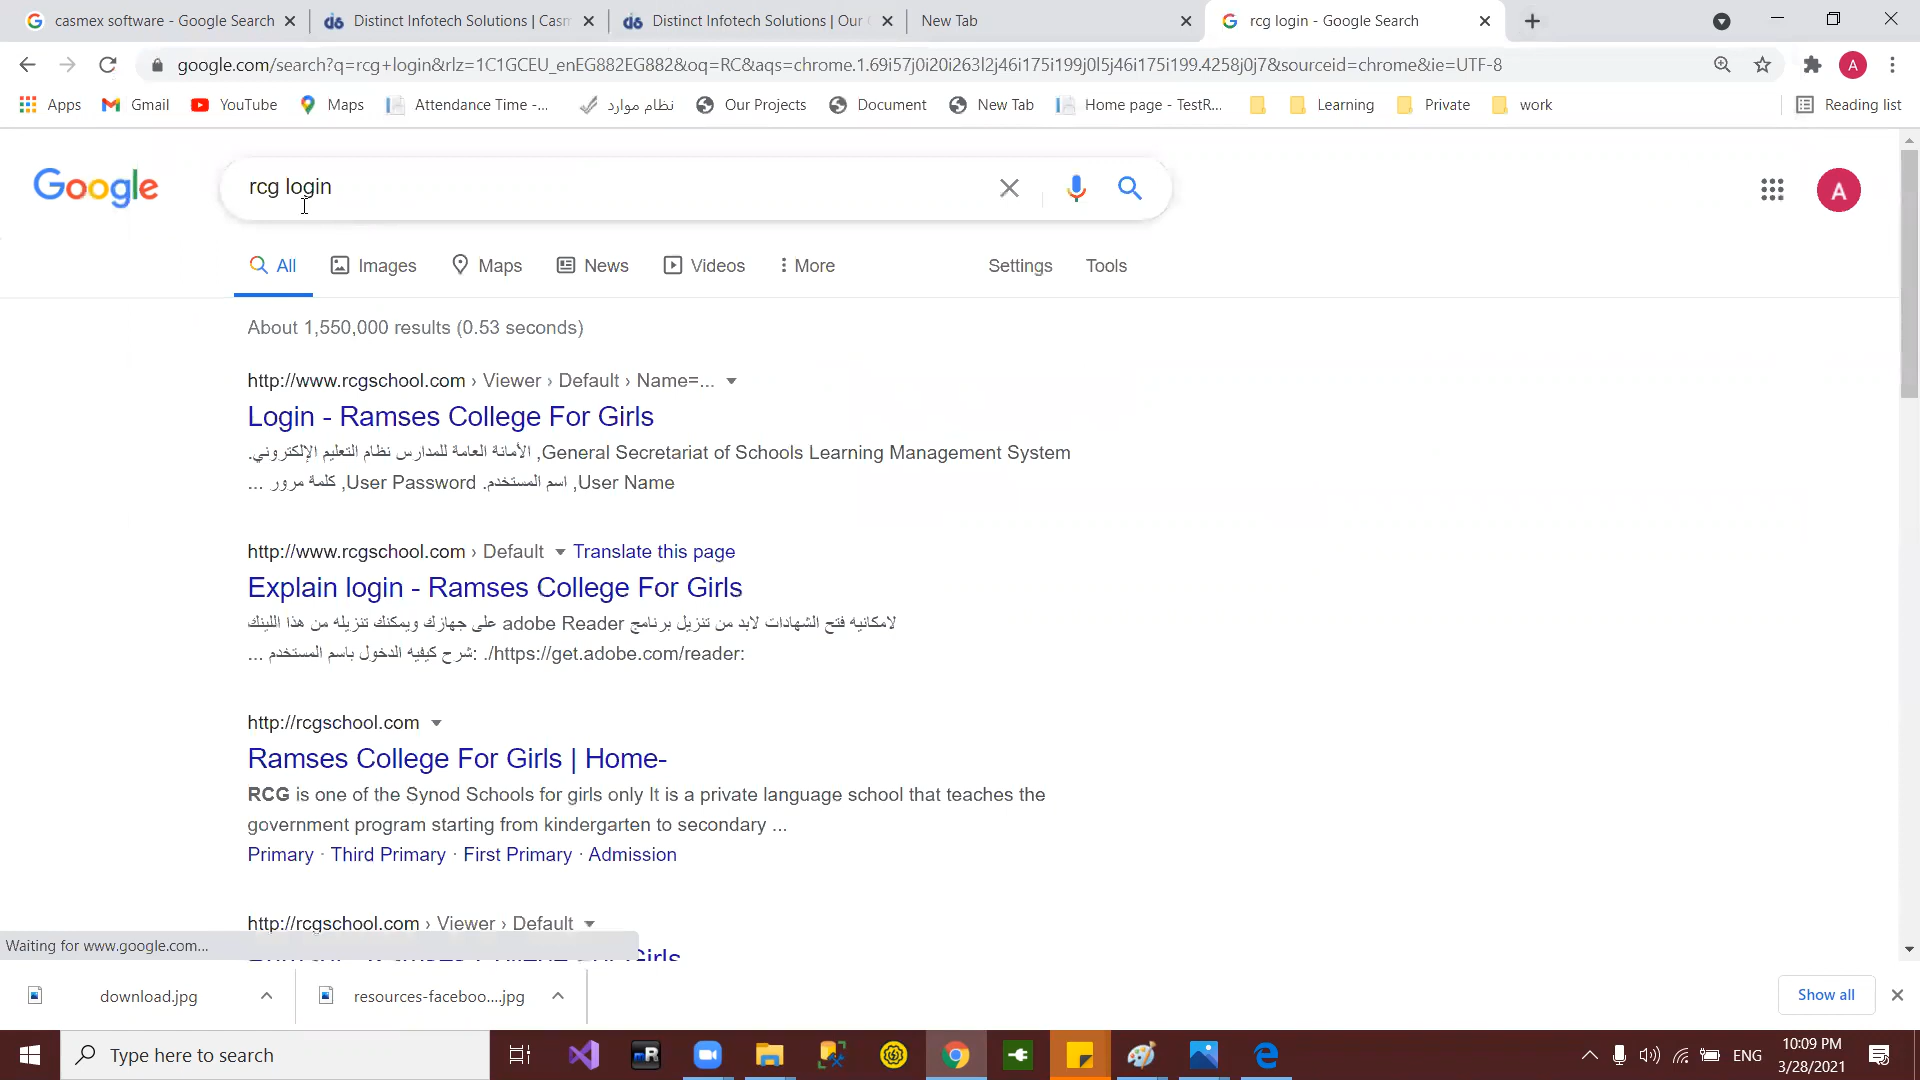 casmex software - Google Search
Distinct Infotech Solutions | Casm
Distinct Infotech Solutions | Our
New Tab
rcg login - Google Search
google.com/search?q=rcg+login&rlz=1C1GCEU_enEG882EG882&oq=RC&aqs=chrome.1.69i57j0i20i263l2j46i175i199j0l5j46i175i199.4258j0j7&sourceid=chrome&ie=UTF-8
A
Apps
Gmail
YouTube
Maps
Attendance Time -...
نظام موارد
Our Projects
Document
New Tab
Home page - TestR...
Learning
Private
work
Reading list
Google
rcg login
A
All
Images
Maps
News
Videos
More
Settings
Tools
About 1,550,000 results (0.53 seconds)
http://www.rcgschool.com › Viewer › Default › Name=...
Login - Ramses College For Girls
.الأمانة العامة للمدارس نظام التعليم الإلكتروني ,General Secretariat of Schools Learning Management System
... كلمة مرور ,User Password .اسم المستخدم ,User Name
http://www.rcgschool.com › Default Translate this page
Explain login - Ramses College For Girls
لامكانيه فتح الشهادات لابد من تنزيل برنامج adobe Reader على جهازك ويمكنك تنزيله من هذا اللينك
... شرح كيفيه الدخول باسم المستخدم: ./https://get.adobe.com/reader:
http://rcgschool.com
Ramses College For Girls | Home-
RCG is one of the Synod Schools for girls only It is a private language school that teaches the
government program starting from kindergarten to secondary ...
Primary · Third Primary · First Primary · Admission
http://rcgschool.com › Viewer › Default
Waiting for www.google.com...
Girls
download.jpg
resources-faceboo....jpg
Show all
Type here to search
ENG
10:09 PM
3/28/2021